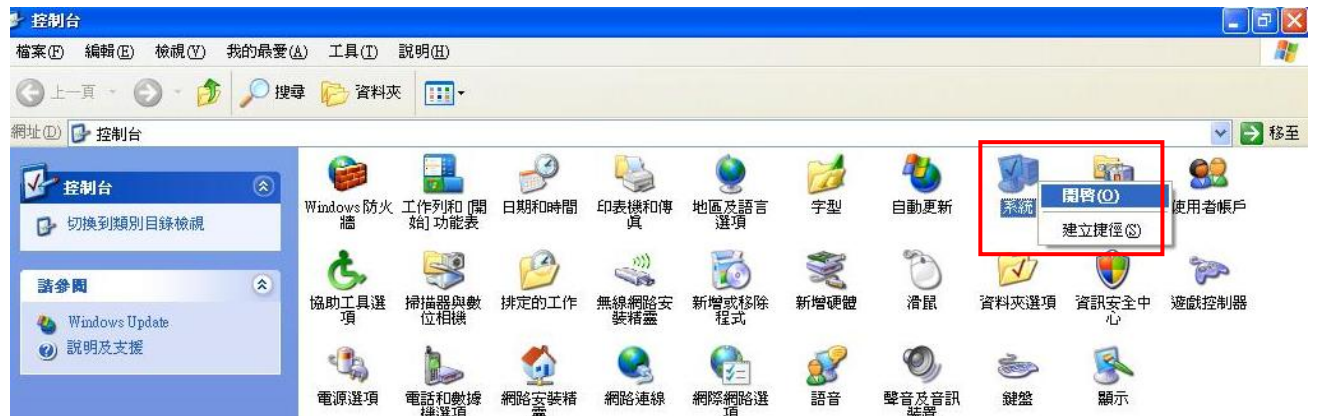 控制台
檔案(F) 編輯(E) 檢視(V) 我的最愛(A) 工具(T) 說明(H)
上一頁 搜尋 資料夾
網址(D) 控制台 移至
控制台
切換到類別目錄檢視
請參閱
Windows Update
說明及支援
Windows 防火
牆
工作列和 [開
始] 功能表
日期和時間
印表機和傳
真
地區及語言
選項
字型
自動更新
系統
開啓(O)
建立捷徑(S)
使用者帳戶
協助工具選
項
掃描器與數
位相機
排定的工作
無線網路安
裝精靈
新增或移除
程式
新增硬體
滑鼠
資料夾選項
資訊安全中
心
遊戲控制器
電源選項
電話和數據
機選項
網路安裝精
靈
網路連線
網際網路選
項
語音
聲音及音訊
裝置
鍵盤
顯示